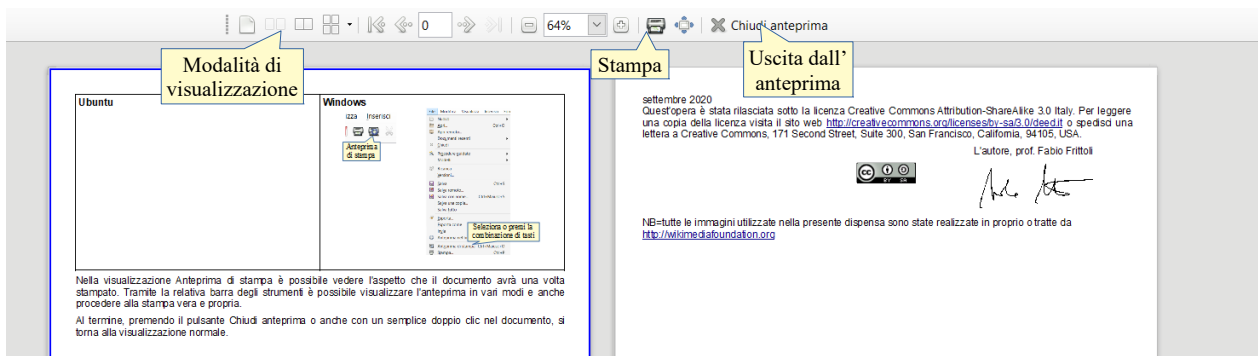 0
64%
Chiudi anteprima
Modalità di
visualizzazione
Stampa
Uscita dall’
anteprima
Ubuntu
Windows
izza Inserisci
Anteprima
di stampa
Seleziona o premi la
combinazione di tasti
Nella visualizzazione Anteprima di stampa è possibile vedere l'aspetto che il documento avrà una volta
stampato. Tramite la relativa barra degli strumenti è possibile visualizzare l'anteprima in vari modi e anche
procedere alla stampa vera e propria.
Al termine, premendo il pulsante Chiudi anteprima o anche con un semplice doppio clic nel documento, si
torna alla visualizzazione normale.
settembre 2020
Quest'opera è stata rilasciata sotto la licenza Creative Commons Attribution-ShareAlike 3.0 Italy. Per leggere
una copia della licenza visita il sito web http://creativecommons.org/licenses/by-sa/3.0/deed.it o spedisci una
lettera a Creative Commons, 171 Second Street, Suite 300, San Francisco, California, 94105, USA.
L'autore, prof. Fabio Frittoli
cc
BY SA
NB=tutte le immagini utilizzate nella presente dispensa sono state realizzate in proprio o tratte da
http://wikimediafoundation.org